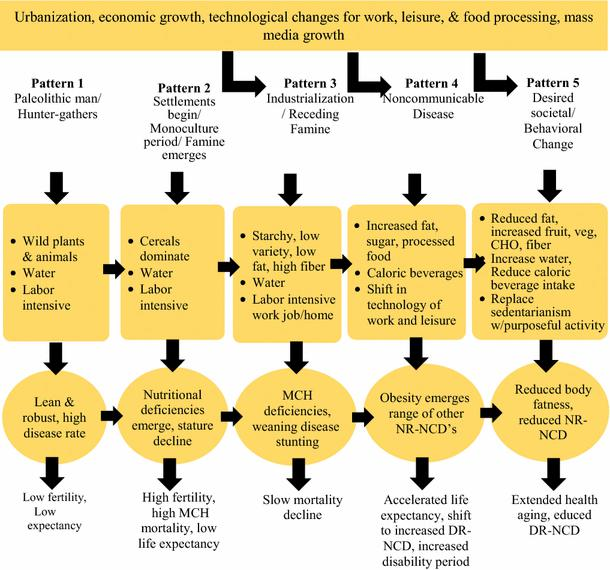 Urbanization, economic growth, technological changes for work, leisure, & food processing, mass
media growth
Pattern 1
Paleolithic man/
Hunter-gathers
Pattern 2
Settlements
begin/
Monoculture
period/ Famine
emerges
Pattern 3
Industrialization
/ Receding
Famine
Pattern 4
Noncommunicable
Disease
Pattern 5
Desired
societal/
Behavioral
Change
• Wild plants
& animals
• Water
• Labor
intensive
• Cereals
dominate
• Water
• Labor
intensive
• Starchy, low
variety, low
fat, high fiber
• Water
• Labor intensive
work job/home
• Increased fat,
sugar, processed
food
• Caloric beverages
• Shift in
technology of
work and leisure
• Reduced fat,
increased fruit, veg,
CHO, fiber
• Increase water,
Reduce caloric
beverage intake
• Replace
sedentarianism
w/purposeful activity
Lean &
robust, high
disease rate
Nutritional
deficiencies
emerge, stature
decline
MCH
deficiencies,
weaning disease
stunting
Obesity emerges
range of other
NR-NCD's
Reduced body
fatness,
reduced NR-
NCD
Low fertility,
Low
expectancy
High fertility,
high MCH
mortality, low
life expectancy
Slow mortality
decline
Accelerated life
expectancy, shift
to increased DR-
NCD, increased
disability period
Extended health
aging, educed
DR-NCD